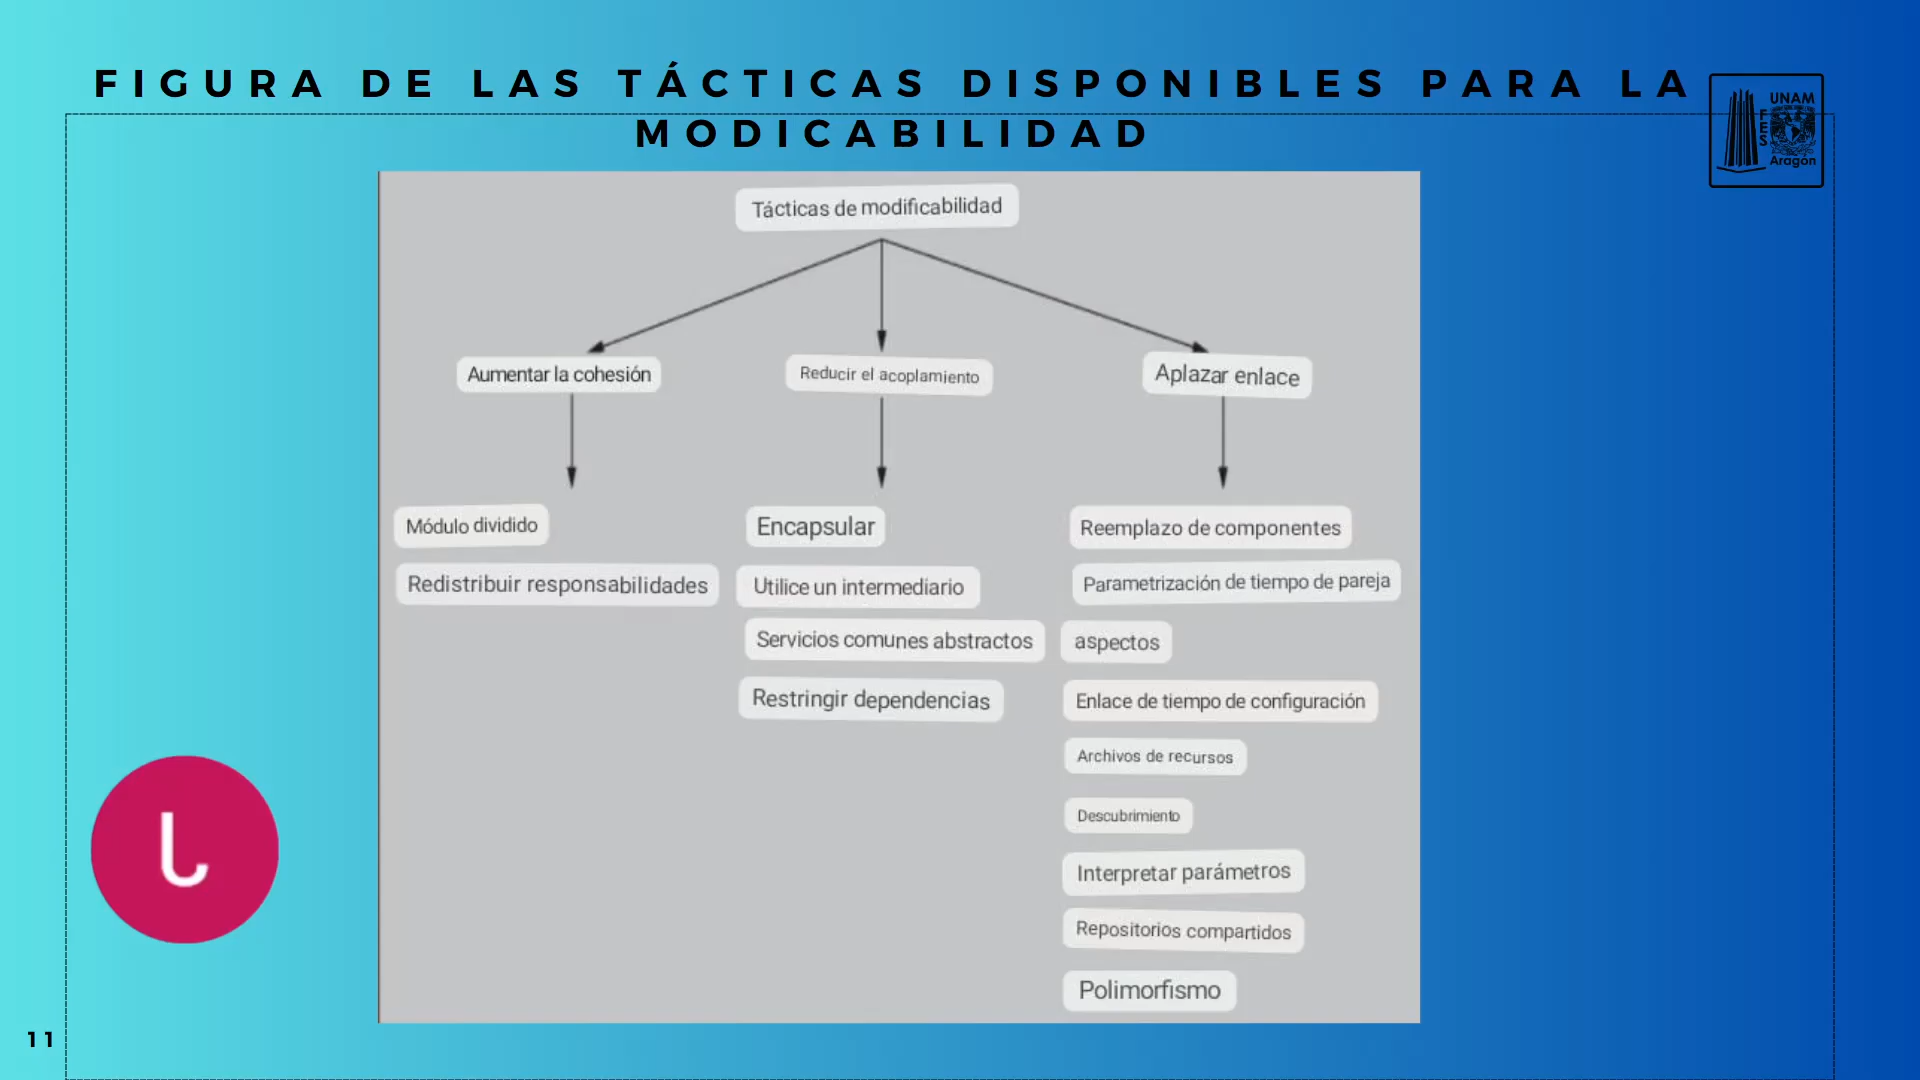 FIGURA DE LAS TÁCTICAS DISPONIBLES PARA LA
MODICABILIDAD
UNAM
FES
Aragón
Tácticas de modificabilidad
Aumentar la cohesión
Reducir el acoplamiento
Aplazar enlace
Módulo dividido
Redistribuir responsabilidades
Encapsular
Utilice un intermediario
Servicios comunes abstractos
Restringir dependencias
Reemplazo de componentes
Parametrización de tiempo de pareja
aspectos
Enlace de tiempo de configuración
Archivos de recursos
Descubrimiento
Interpretar parámetros
Repositorios compartidos
Polimorfismo
11